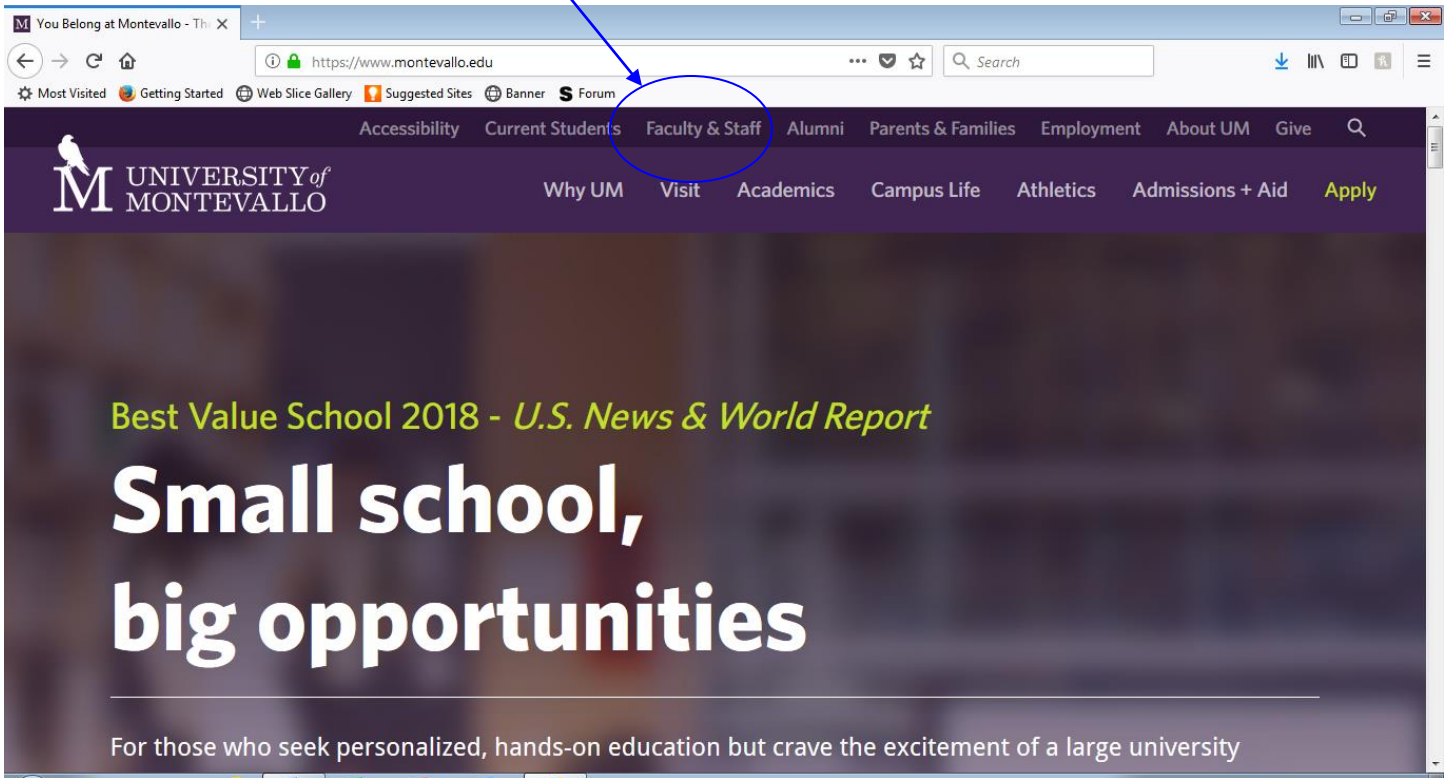 M You Belong at Montevallo - Th
https://www.montevallo.edu
Search
Most Visited Getting Started Web Slice Gallery Suggested Sites Banner S Forum
Accessibility Current Students Faculty & Staff Alumni Parents & Families Employment About UM Give
M UNIVERSITY of
MONTEVALLO
Why UM Visit Academics Campus Life Athletics Admissions + Aid Apply
Best Value School 2018 - U.S. News & World Report
Small school,
big opportunities
For those who seek personalized, hands-on education but crave the excitement of a large university